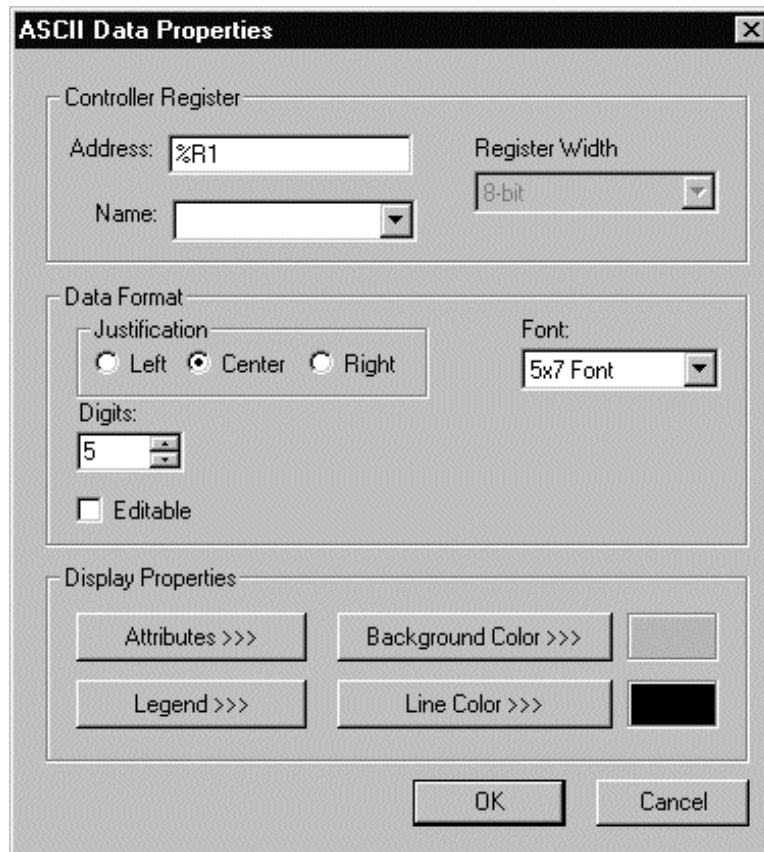 ASCII Data Properties
Controller Register
Address: %R1
Register Width
8-bit
Name:
Data Format
Justification
Left Center Right
Font:
5x7 Font
Digits:
5
Editable
Display Properties
Attributes >>> Background Color >>>
Legend >>> Line Color >>>
OK Cancel